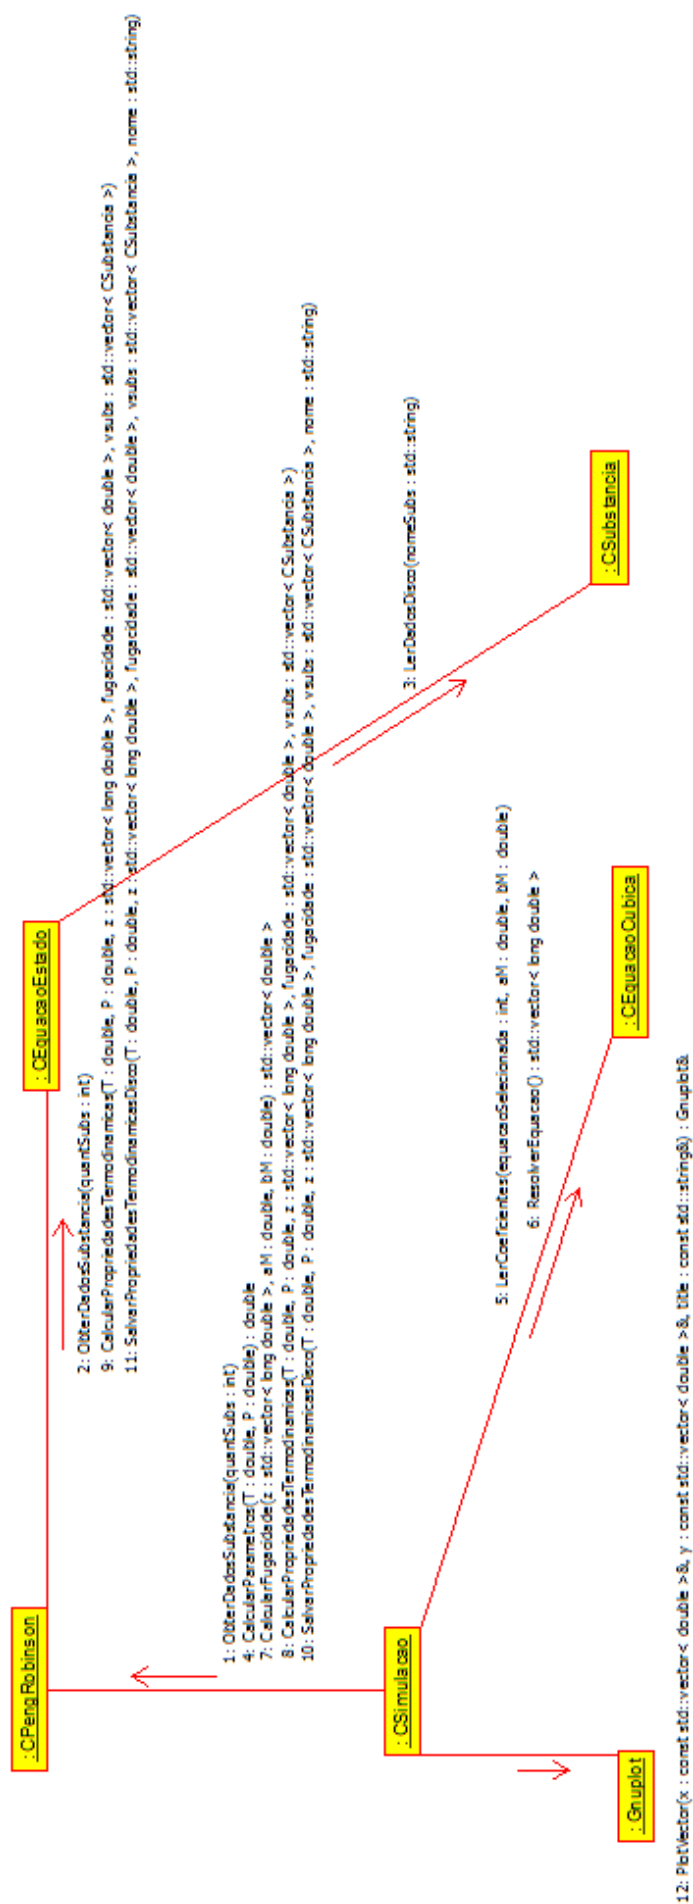 : CPengRobinson
: CEquacaoEstado
2: ObterDadosSubstancia(quantSubs : int)
9: CalcularPropriedadesTermodinamicas(T : double, P : double, z : std::vector< long double >, fugacidade : std::vector< double >, vsubs : std::vector< CSubstancia >)
11: SalvarPropriedadesTermodinamicasDisco(T : double, P : double, z : std::vector< long double >, fugacidade : std::vector< double >, vsubs : std::vector< CSubstancia >, nome : std::string)
1: ObterDadosSubstancia(quantSubs : int)
4: CalcularParametros(T : double, P : double) : double
7: CalcularFugacidade(z : std::vector< long double >, aM : double, bM : double) : std::vector< double >
8: CalcularPropriedadesTermodinamicas(T : double, P : double, z : std::vector< long double >, fugacidade : std::vector< double >, vsubs : std::vector< CSubstancia >)
10: SalvarPropriedadesTermodinamicasDisco(T : double, P : double, z : std::vector< long double >, fugacidade : std::vector< double >, vsubs : std::vector< CSubstancia >, nome : std::string)
3: LerDadosDisco(nomeSubs : std::string)
: CSimulacao
5: LerCoeficientes(equacaoSelecionada : int, aM : double, bM : double)
6: ResolverEquacao() : std::vector< long double >
: CSubstancia
: Gnuplot
: CEquacaoCubica
12: PlotVector(x : const std::vector< double >&, y : const std::vector< double >&, title : const std::string&) : Gnuplot&